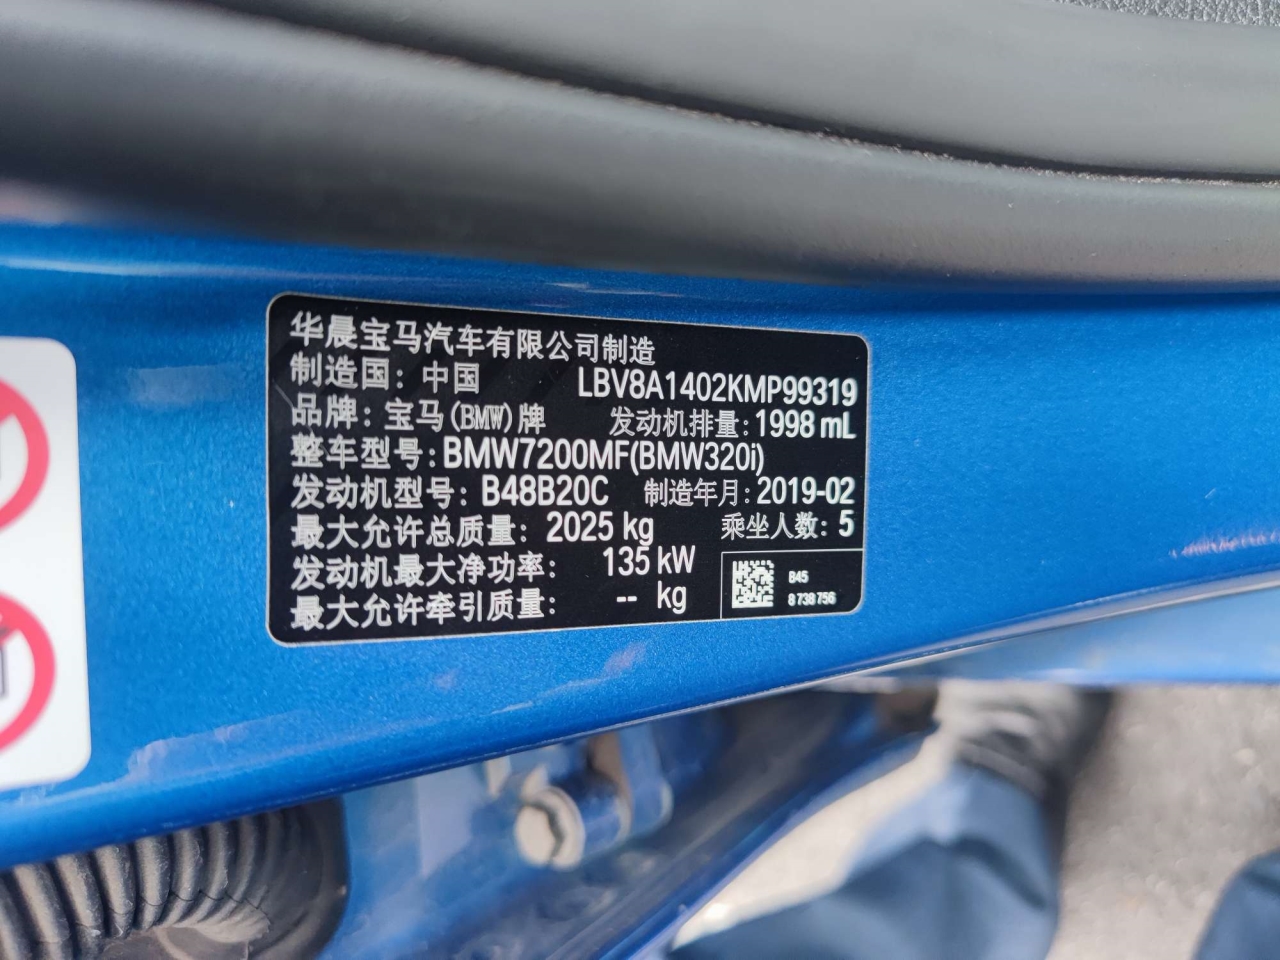 华晨宝马汽车有限公司制造
制造国：中国 LBV8A1402KMP99319
品牌：宝马(BMW)牌 发动机排量：1998 mL
整车型号：BMW7200MF(BMW320i)
发动机型号：B48B20C 制造年月：2019-02
最大允许总质量：2025 kg 乘坐人数：5
发动机最大净功率：135 kW
最大允许牵引质量：-- kg
B45
8 738 756